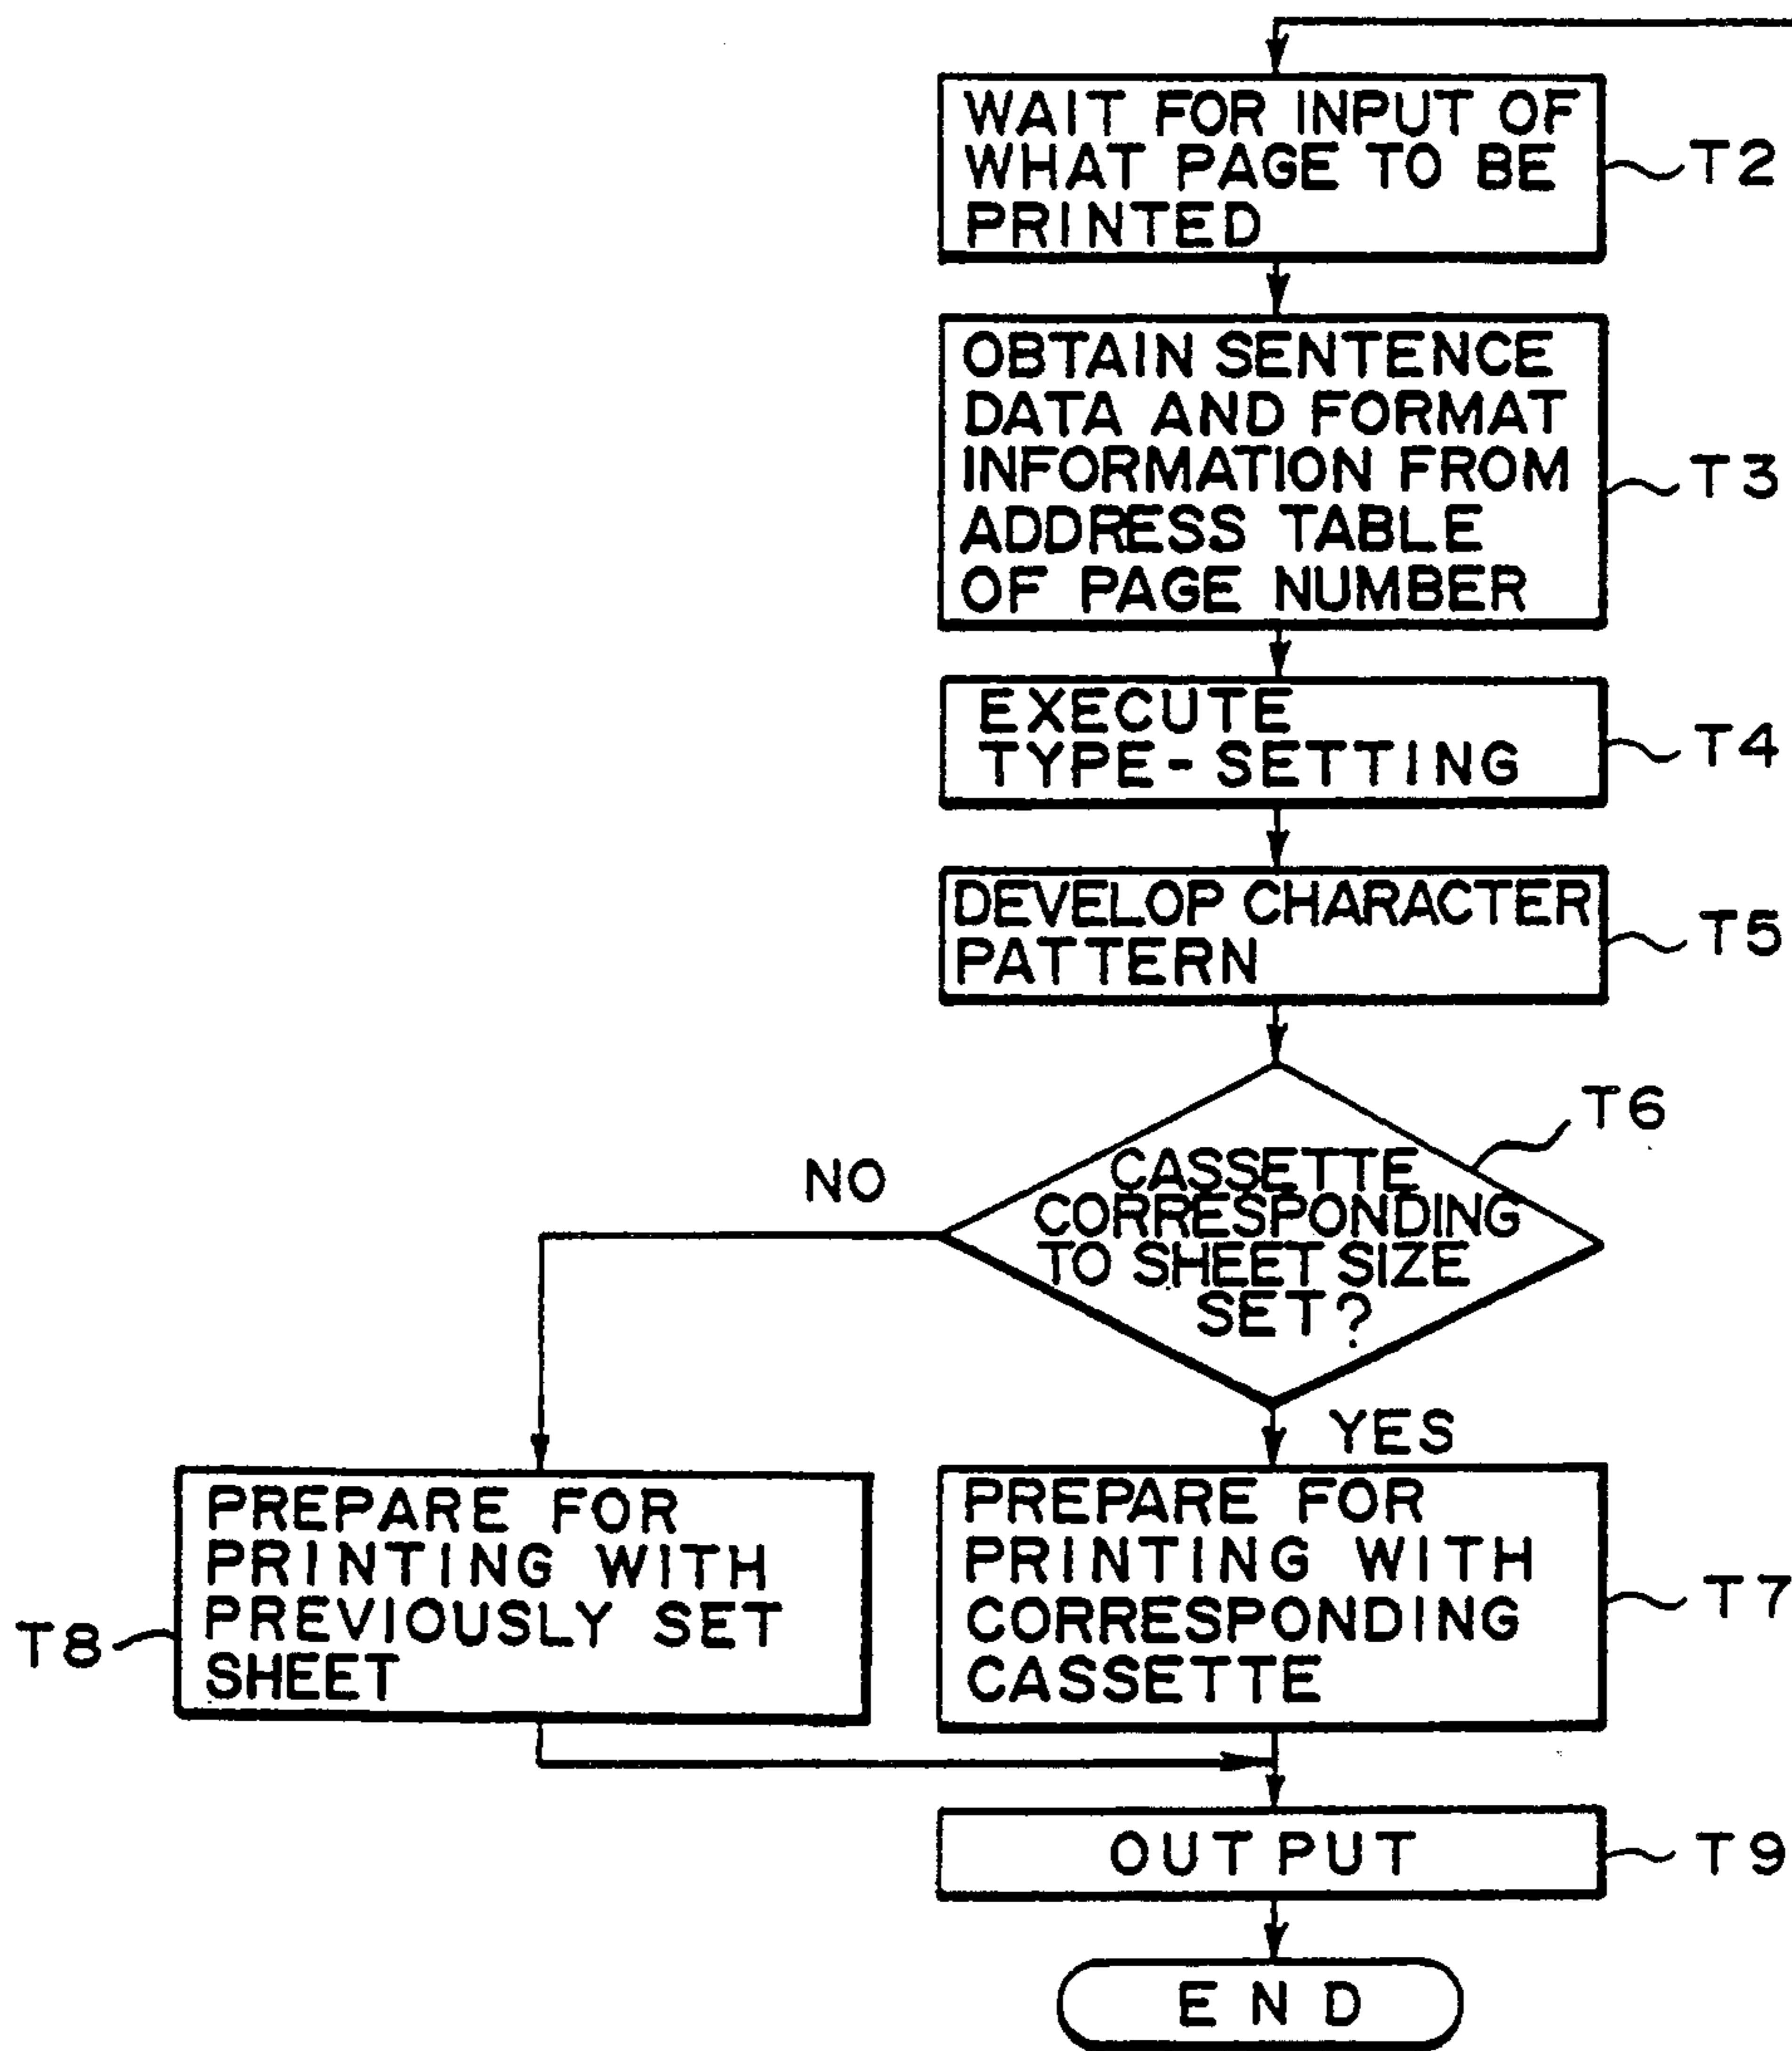 WAIT FOR INPUT OF
WHAT PAGE TO BE
PRINTED
T2
OBTAIN SENTENCE
DATA AND FORMAT
INFORMATION FROM
ADDRESS TABLE
OF PAGE NUMBER
T3
EXECUTE
TYPE-SETTING
T4
DEVELOP CHARACTER
PATTERN
T5
T6
CASSETTE
CORRESPONDING
TO SHEET SIZE
SET?
NO
YES
PREPARE FOR
PRINTING WITH
PREVIOUSLY SET
SHEET
T8
PREPARE FOR
PRINTING WITH
CORRESPONDING
CASSETTE
T7
OUTPUT
T9
END